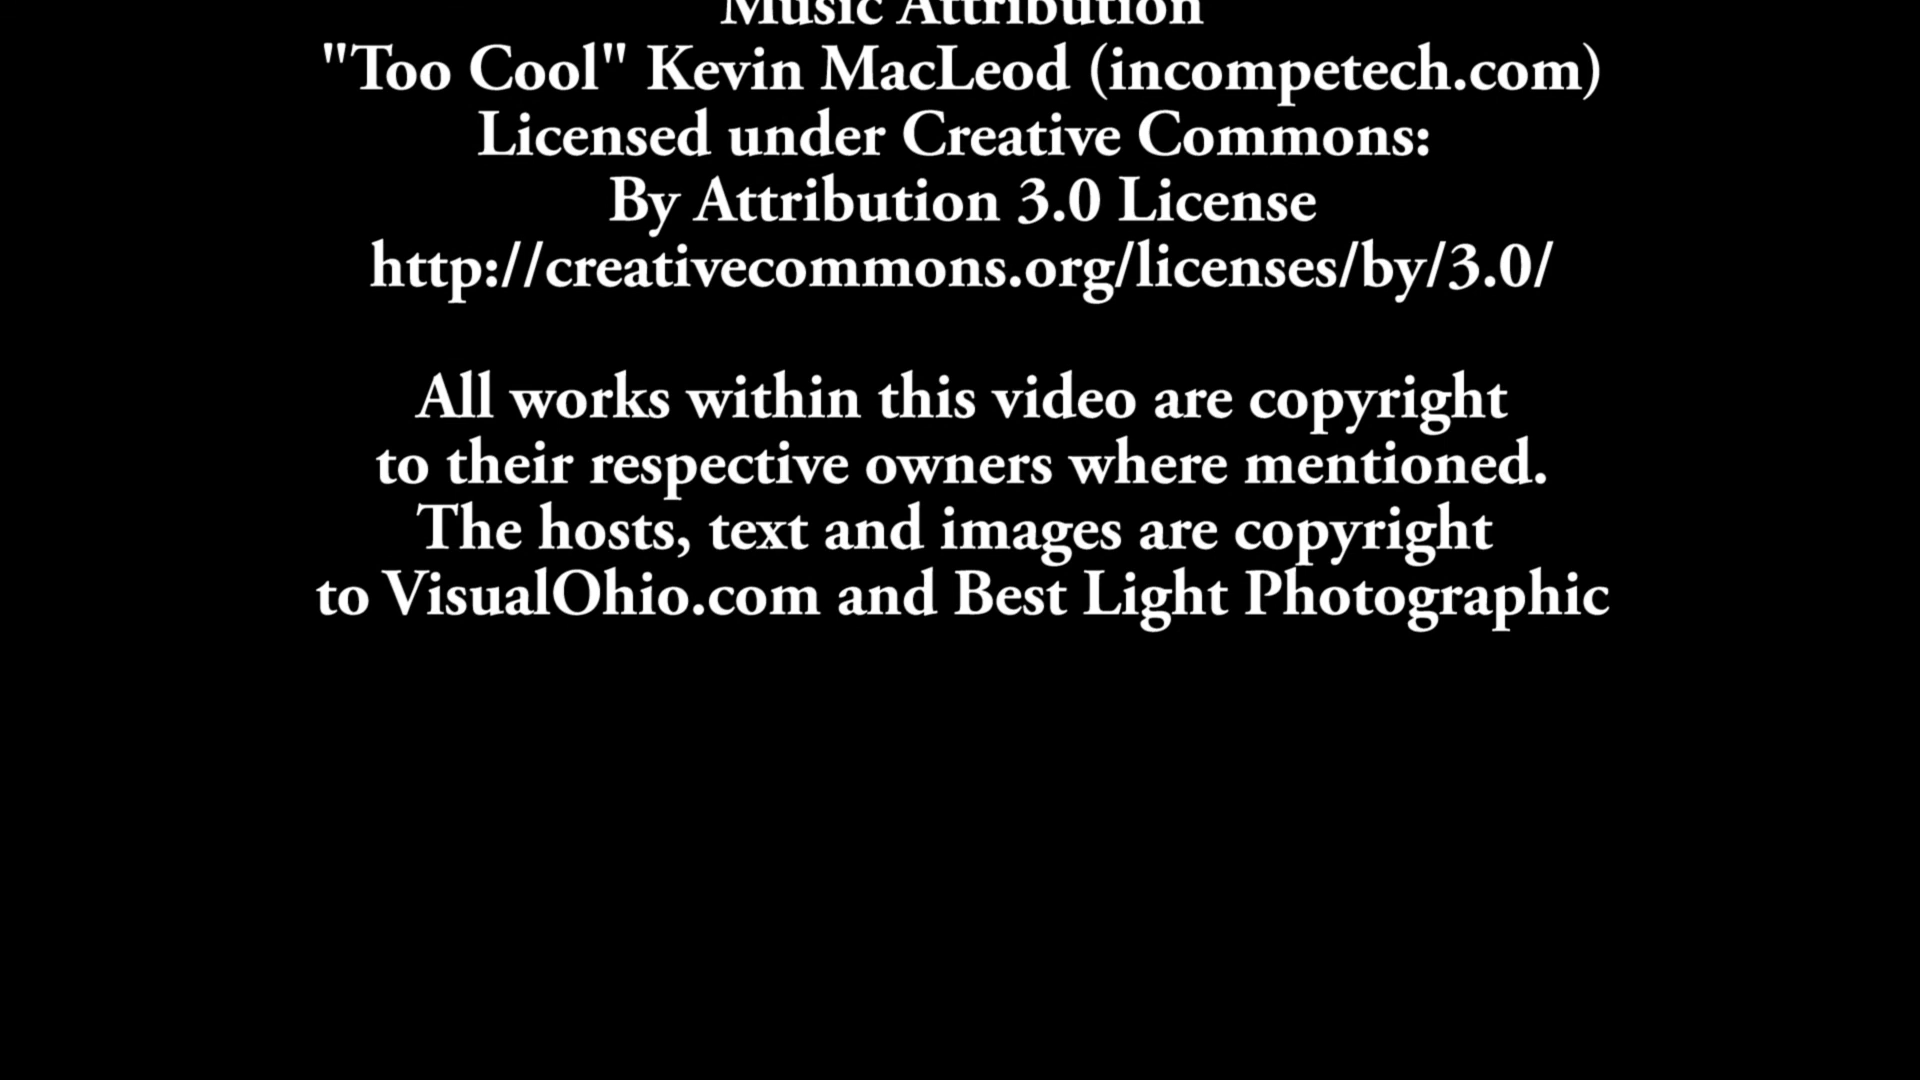 Music Attribution
"Too Cool" Kevin MacLeod (incompetech.com)
Licensed under Creative Commons:
By Attribution 3.0 License
http://creativecommons.org/licenses/by/3.0/
All works within this video are copyright
to their respective owners where mentioned.
The hosts, text and images are copyright
to VisualOhio.com and Best Light Photographic